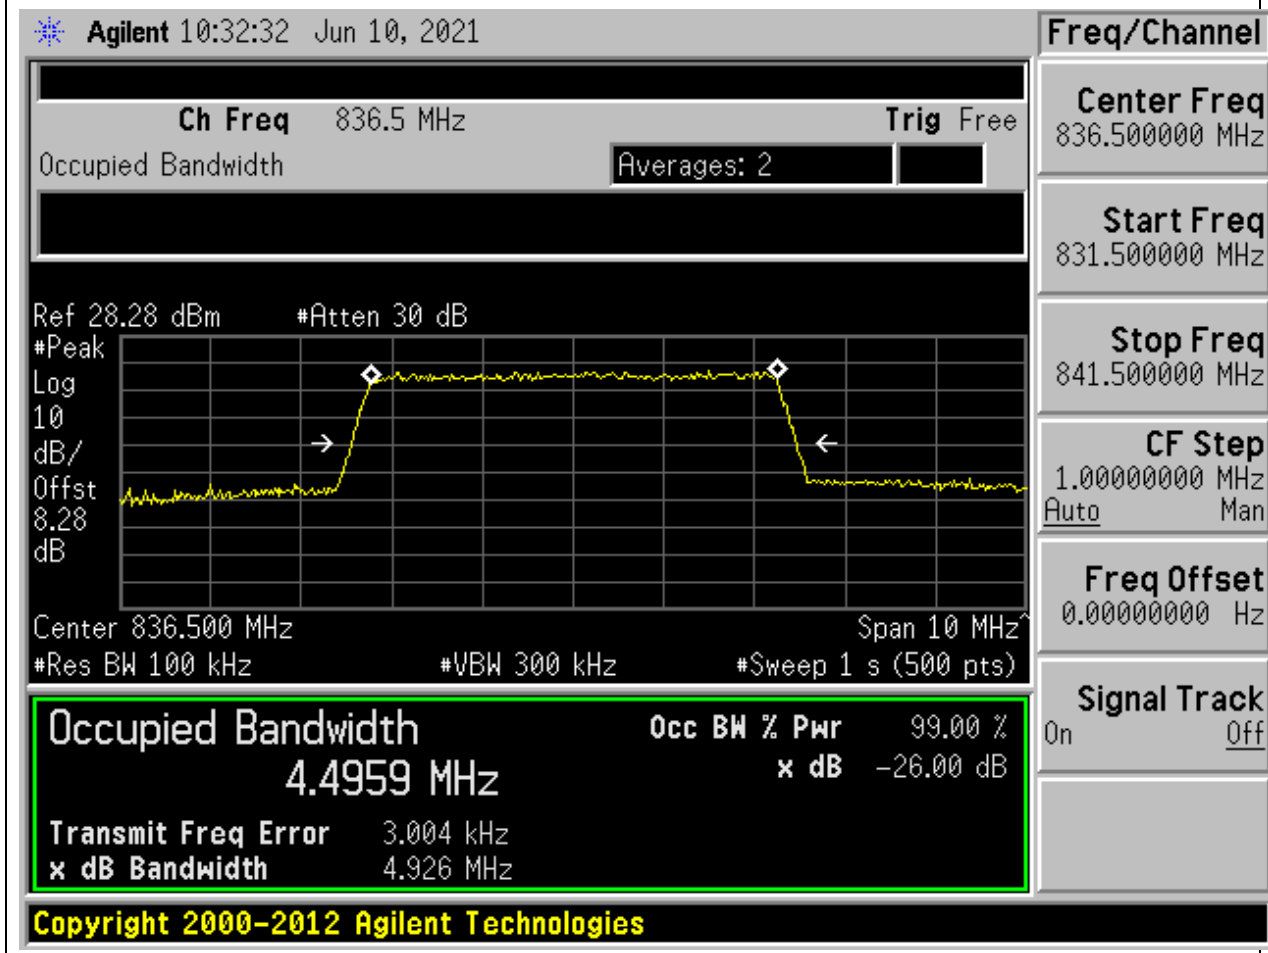 Agilent 10:32:32 Jun 10, 2021
Freq/Channel
Ch Freq 836.5 MHz Trig Free
Occupied Bandwidth Averages: 2
Center Freq
836.500000 MHz
Start Freq
831.500000 MHz
Stop Freq
841.500000 MHz
CF Step
1.00000000 MHz
Auto Man
Freq Offset
0.00000000 Hz
Signal Track
On Off
Ref 28.28 dBm #Atten 30 dB
#Peak
Log
10
dB/
Offst
8.28
dB
Center 836.500 MHz Span 10 MHz^
#Res BW 100 kHz #VBW 300 kHz #Sweep 1 s (500 pts)
Occupied Bandwidth Occ BW % Pwr 99.00 %
4.4959 MHz x dB -26.00 dB
Transmit Freq Error 3.004 kHz
x dB Bandwidth 4.926 MHz
Copyright 2000-2012 Agilent Technologies